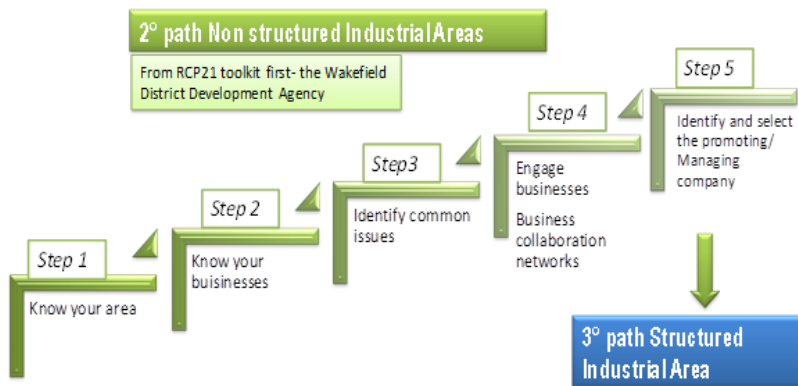 2° path Non structured Industrial Areas
From RCP21 toolkit first- the Wakefield
District Development Agency
Step 1
Know your area
Step 2
Know your
buisinesses
Step3
Identify common
issues
Step 4
Engage
businesses
Business
collaboration
networks
Step 5
Identify and select
the promoting/
Managing
company
3° path Structured
Industrial Area